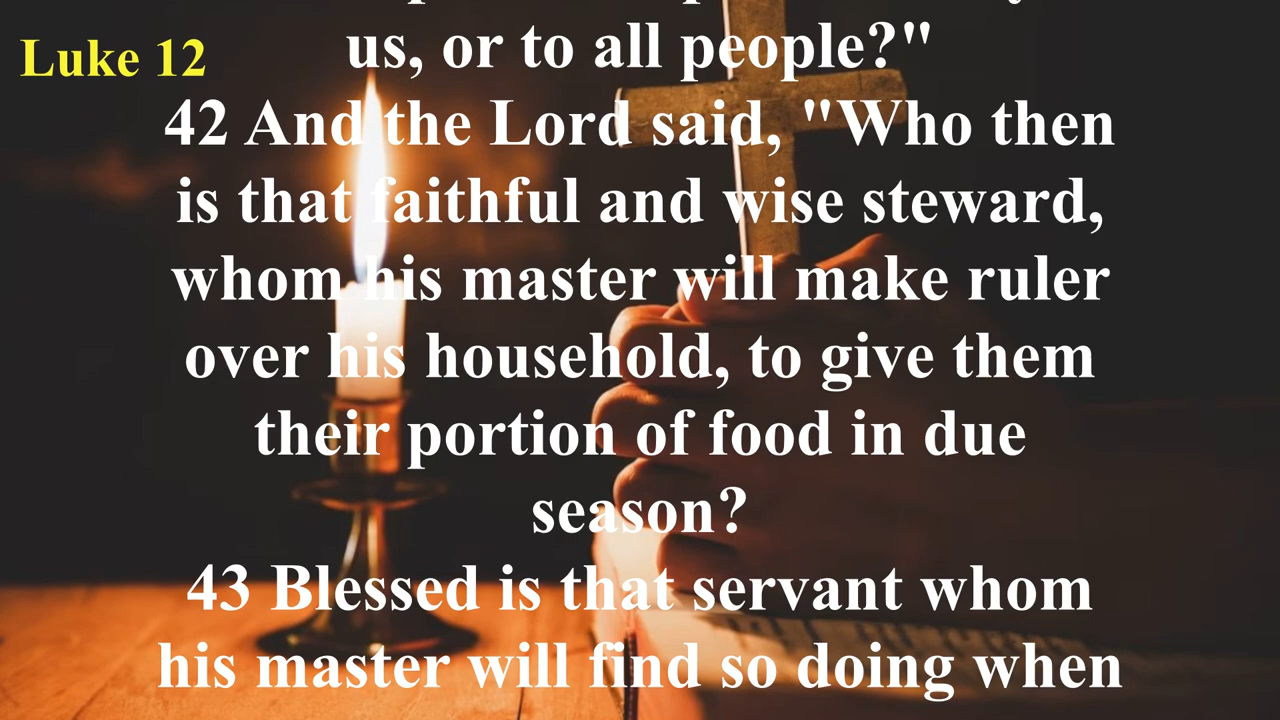 Luke 12
us, or to all people?"
42 And the Lord said, "Who then
is that faithful and wise steward,
whom his master will make ruler
over his household, to give them
their portion of food in due
season?
43 Blessed is that servant whom
his master will find so doing when